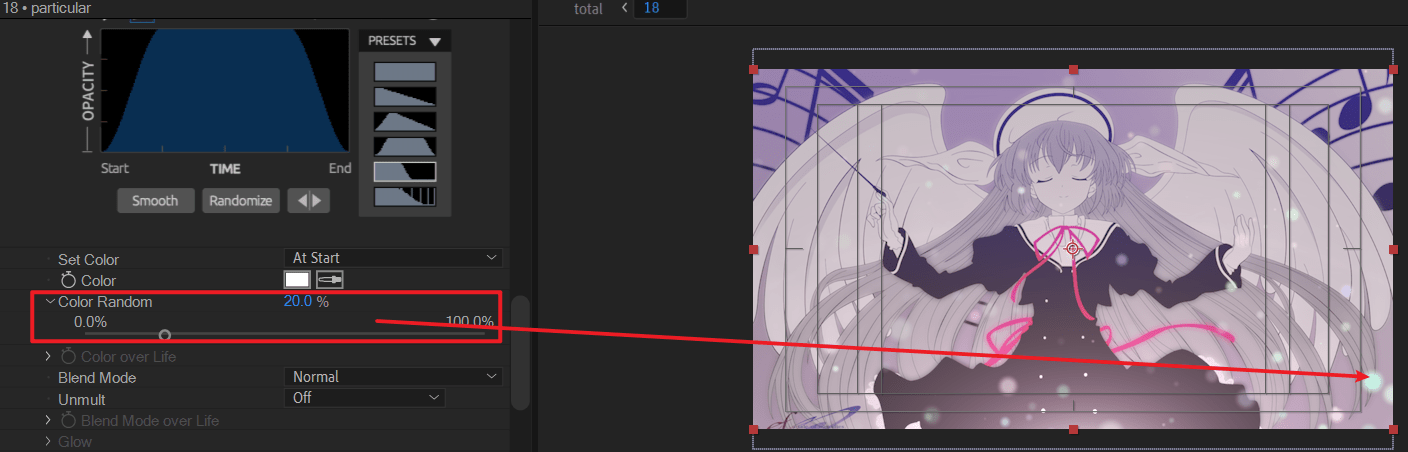 18 • particular
total
18
PRESETS
OPACITY
Start
TIME
End
Smooth
Randomize
Set Color
At Start
Color
Color Random
20.0 %
0.0%
100.0%
Color over Life
Blend Mode
Normal
Unmult
Off
Blend Mode over Life
Glow